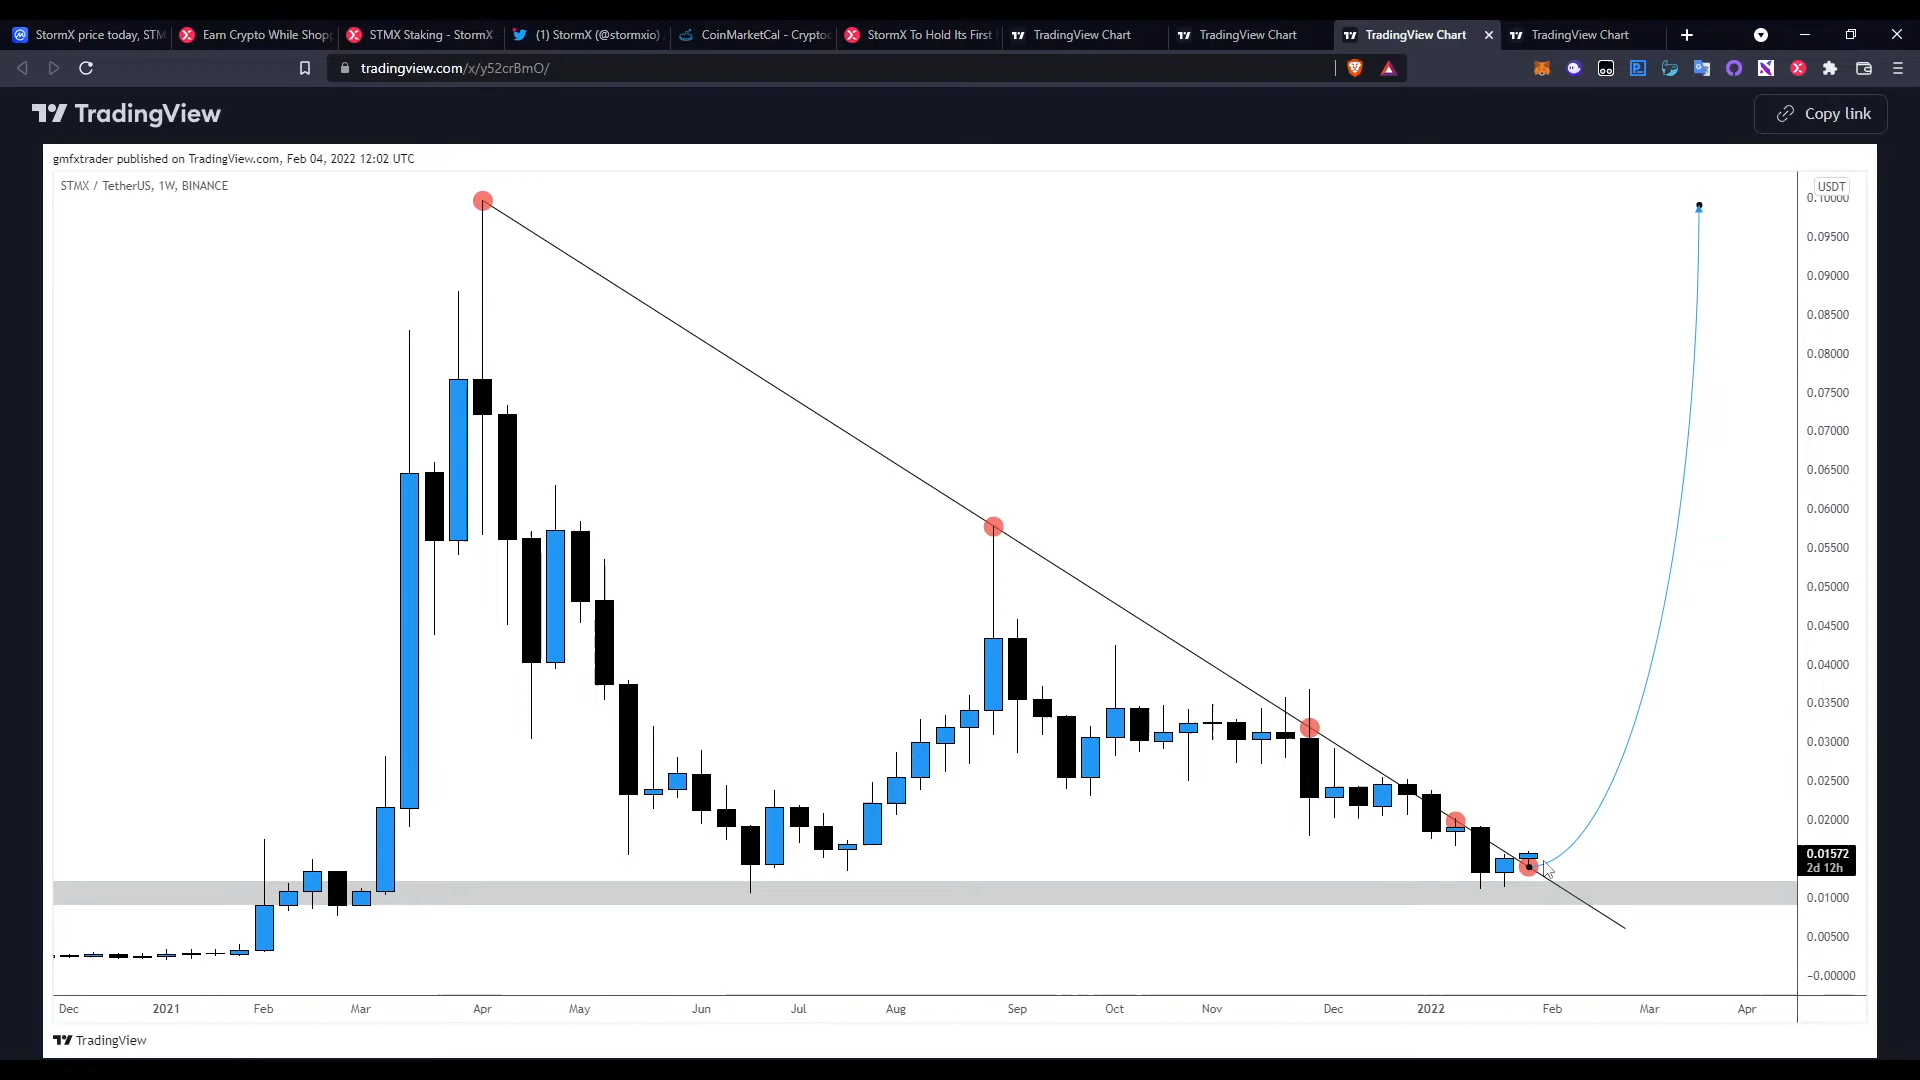 StormX price today, STM
Earn Crypto While Shopp
STMX Staking - StormX
(1) StormX (@stormxio)
CoinMarketCal - Cryptoc
StormX To Hold Its First
TradingView Chart
TradingView Chart
TradingView Chart
TradingView Chart
tradingview.com/x/y52crBmO/
TradingView
Copy link
gmfxtrader published on TradingView.com, Feb 04, 2022 12:02 UTC
STMX / TetherUS, 1W, BINANCE
USDT
0.10000
0.09500
0.09000
0.08500
0.08000
0.07500
0.07000
0.06500
0.06000
0.05500
0.05000
0.04500
0.04000
0.03500
0.03000
0.02500
0.02000
0.01572
2d 12h
0.01000
0.00500
−0.00000
Dec 2021 Feb Mar Apr May Jun Jul Aug Sep Oct Nov Dec 2022 Feb Mar Apr
TradingView